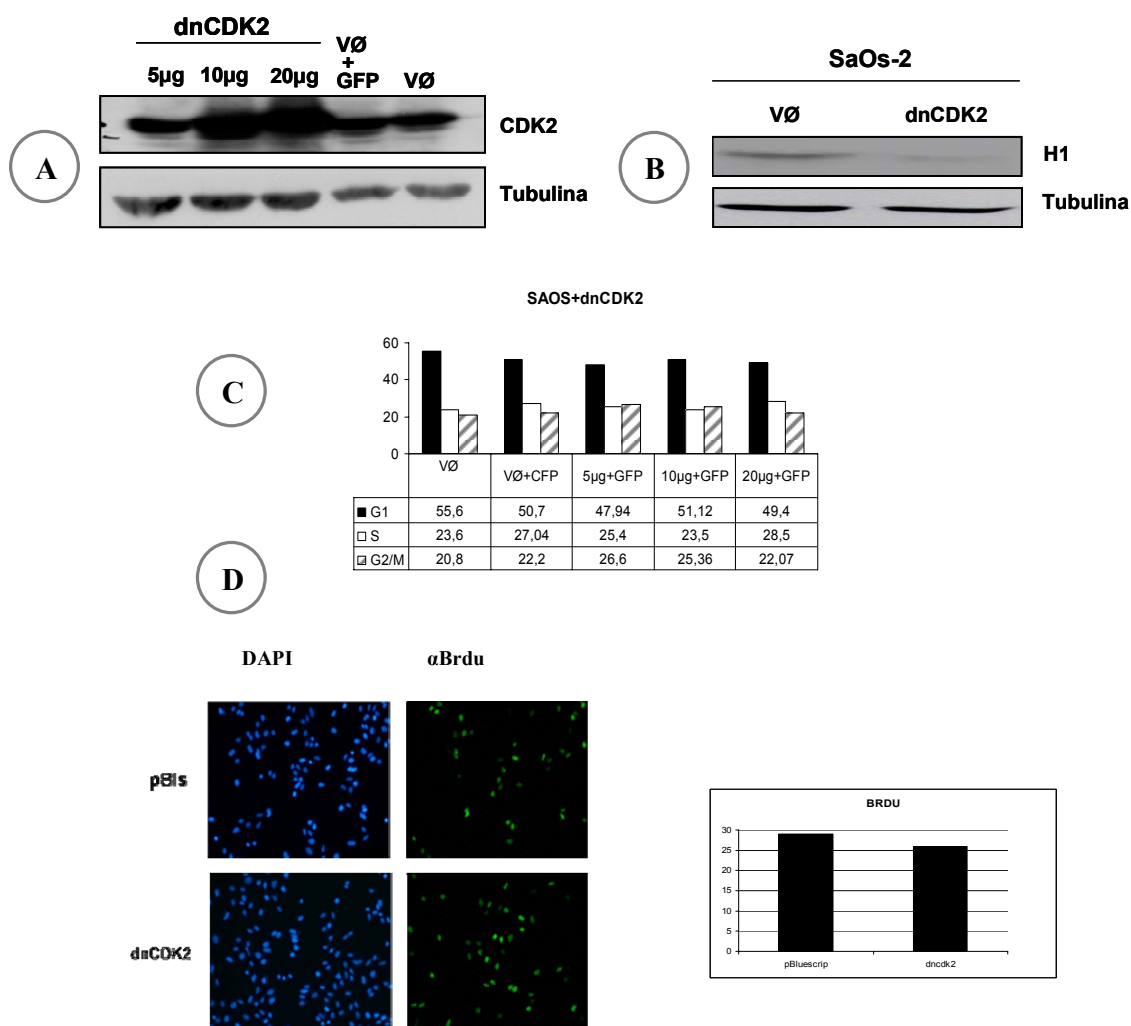 dnCDK2
5µg 10µg 20µg VØ + GFP VØ
CDK2
A
Tubulina
SaOs-2
VØ dnCDK2
H1
B
Tubulina
SAOS+dnCDK2
C
60
40
20
0
VØ VØ+CFP 5µg+GFP 10µg+GFP 20µg+GFP
G1 55,6 50,7 47,94 51,12 49,4
S 23,6 27,04 25,4 23,5 28,5
G2/M 20,8 22,2 26,6 25,36 22,07
D
DAPI αBrdu
pBls
dnCDK2
BRDU
30
25
20
15
10
5
0
pBluescrip dncdk2